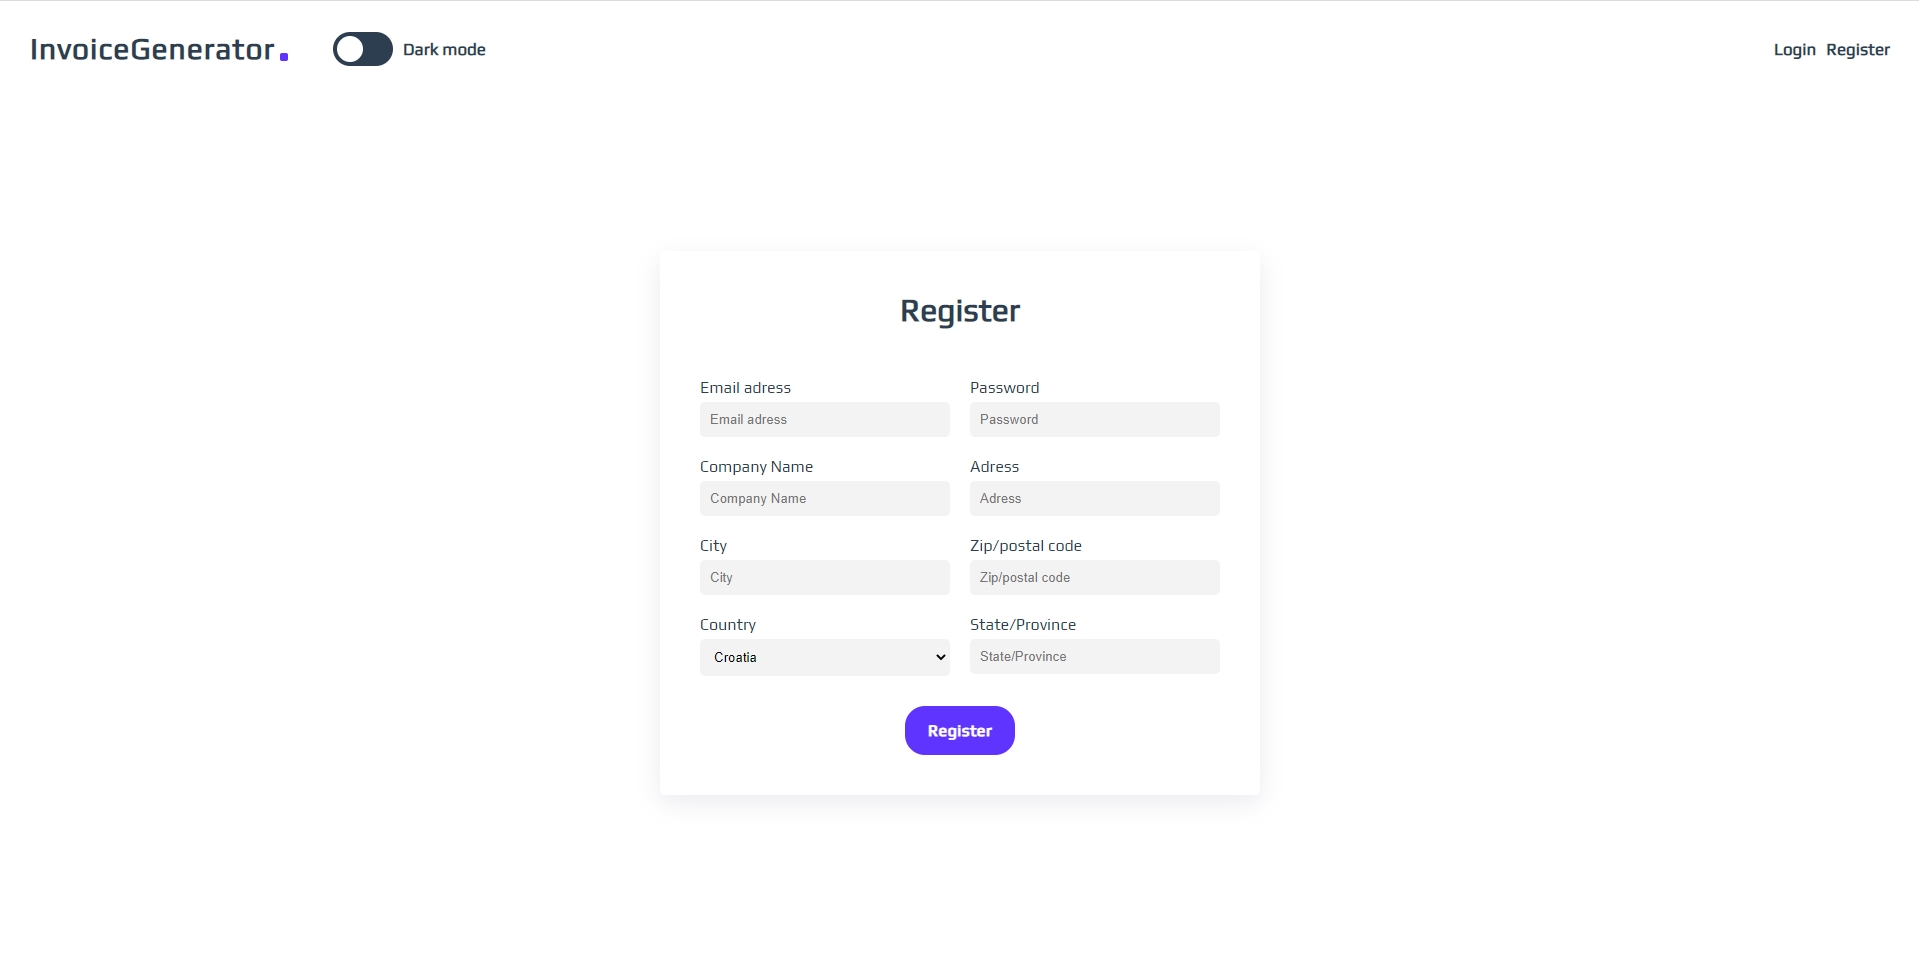 InvoiceGenerator.
Dark mode
Login Register
Register
Email adress
Password
Email adress
Password
Company Name
Adress
Company Name
Adress
City
Zip/postal code
City
Zip/postal code
Country
State/Province
Croatia
State/Province
Register